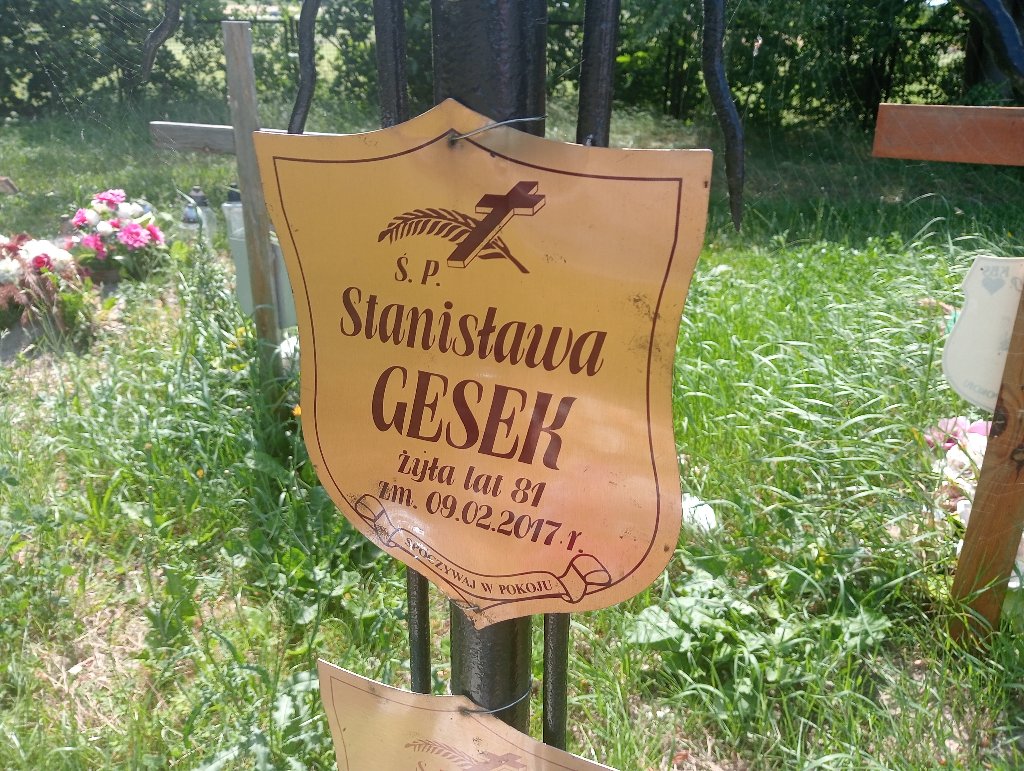 Ś. P.
Stanisława
GESEK
żyła lat 81
zm. 09.02.2017 r.
SPOCZYWAJ W POKOJU